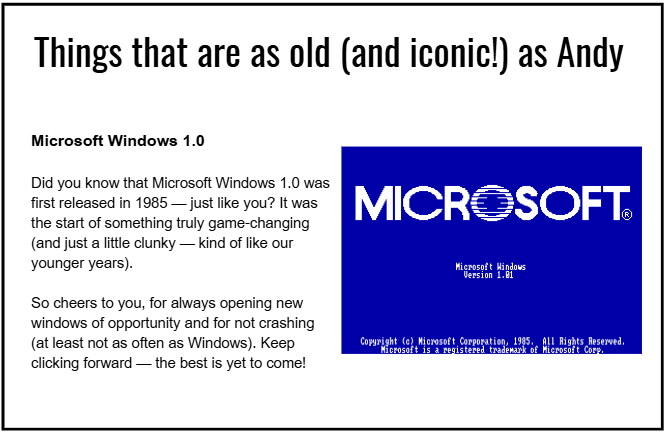 Things that are as old (and iconic!) as Andy
Microsoft Windows 1.0
Did you know that Microsoft Windows 1.0 was
first released in 1985 — just like you? It was
the start of something truly game-changing
(and just a little clunky — kind of like our
younger years).
So cheers to you, for always opening new
windows of opportunity and for not crashing
(at least not as often as Windows). Keep
clicking forward — the best is yet to come!
MICROSOFT®
Microsoft Windows
Version 1.01
Copyright (c) Microsoft Corporation, 1985. All Rights Reserved.
Microsoft is a registered trademark of Microsoft Corp.